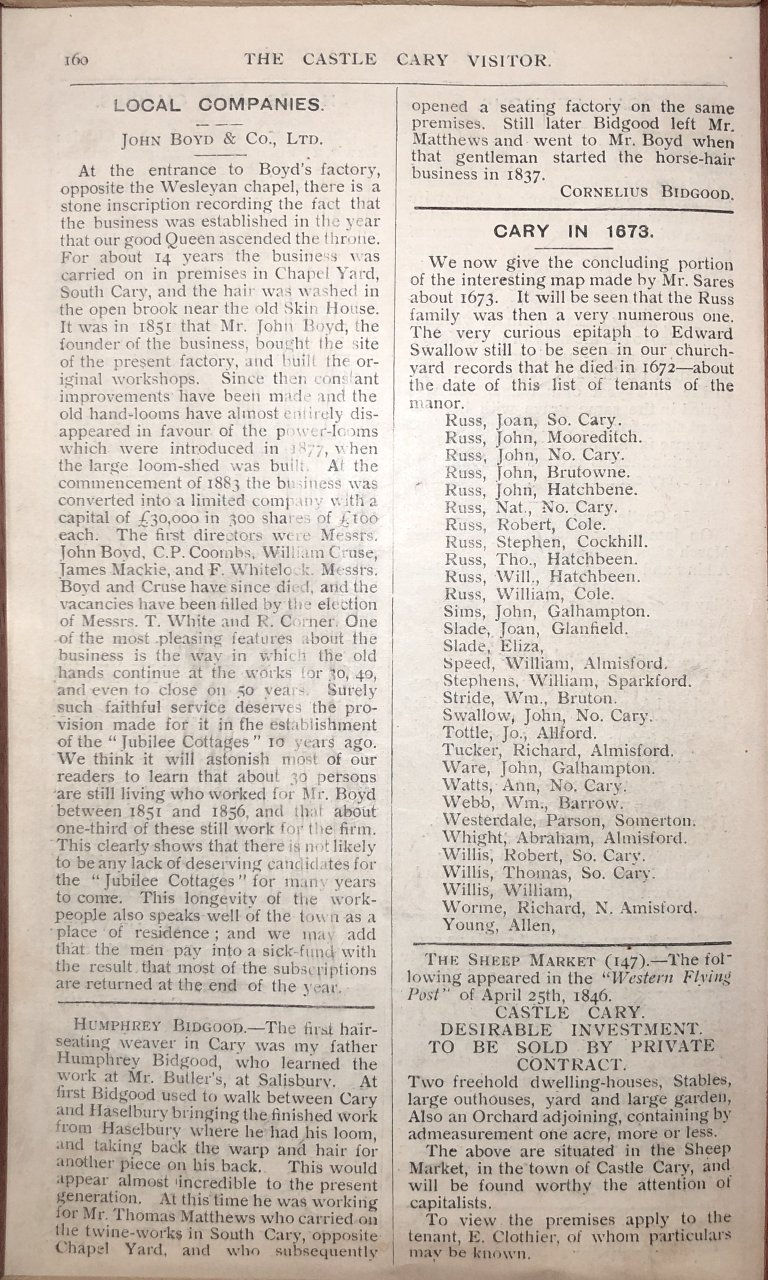 160
THE CASTLE CARY VISITOR.
LOCAL COMPANIES.
JOHN BOYD & CO., LTD.
At the entrance to Boyd's factory,
opposite the Wesleyan chapel, there is a
stone inscription recording the fact that
the business was established in the year
that our good Queen ascended the throne.
For about 14 years the business was
carried on in premises in Chapel Yard,
South Cary, and the hair was washed in
the open brook near the old Skin House.
It was in 1851 that Mr. John Boyd, the
founder of the business, bought the site
of the present factory, and built the or-
iginal workshops. Since then constant
improvements have been made and the
old hand-looms have almost entirely dis-
appeared in favour of the power-looms
which were introduced in 1877, when
the large loom-shed was built. At the
commencement of 1883 the business was
converted into a limited company with a
capital of £30,000 in 300 shares of £100
each. The first directors were Messrs.
John Boyd, C.P. Coombs, William Cruse,
James Mackie, and F. Whitelock. Messrs.
Boyd and Cruse have since died, and the
vacancies have been filled by the election
of Messrs. T. White and R. Corner. One
of the most pleasing features about the
business is the way in which the old
hands continue at the works for 30, 40,
and even to close on 50 years. Surely
such faithful service deserves the pro-
vision made for it in fhe establishment
of the "Jubilee Cottages" 10 years ago.
We think it will astonish most of our
readers to learn that about 30 persons
are still living who worked for Mr. Boyd
between 1851 and 1856, and that about
one-third of these still work for the firm.
This clearly shows that there is not likely
to be any lack of deserving candidates for
the "Jubilee Cottages" for many years
to come. This longevity of the work-
people also speaks well of the town as a
place of residence; and we may add
that the men pay into a sick-fund with
the result that most of the subscriptions
are returned at the end of the year.
HUMPHREY BIDGOOD.—The first hair-
seating weaver in Cary was my father
Humphrey Bidgood, who learned the
work at Mr. Butler's, at Salisbury. At
first Bidgood used to walk between Cary
and Haselbury bringing the finished work
from Haselbury where he had his loom,
and taking back the warp and hair for
another piece on his back. This would
appear almost incredible to the present
generation. At this time he was working
for Mr. Thomas Matthews who carried on
the twine-works in South Cary, opposite
Chapel Yard, and who subsequently
opened a seating factory on the same
premises. Still later Bidgood left Mr.
Matthews and went to Mr. Boyd when
that gentleman started the horse-hair
business in 1837.
CORNELIUS BIDGOOD.
CARY IN 1673.
We now give the concluding portion
of the interesting map made by Mr. Sares
about 1673. It will be seen that the Russ
family was then a very numerous one.
The very curious epitaph to Edward
Swallow still to be seen in our church-
yard records that he died in 1672—about
the date of this list of tenants of the
manor.
Russ, Joan, So. Cary.
Russ, John, Mooreditch.
Russ, John, No. Cary.
Russ, John, Brutowne.
Russ, John, Hatchbene.
Russ, Nat., No. Cary.
Russ, Robert, Cole.
Russ, Stephen, Cockhill.
Russ, Tho., Hatchbeen.
Russ, Will., Hatchbeen.
Russ, William, Cole.
Sims, John, Galhampton.
Slade, Joan, Glanfield.
Slade, Eliza,
Speed, William, Almisford.
Stephens, William, Sparkford.
Stride, Wm., Bruton.
Swallow, John, No. Cary.
Tottle, Jo., Allford.
Tucker, Richard, Almisford.
Ware, John, Galhampton.
Watts, Ann, No. Cary.
Webb, Wm., Barrow.
Westerdale, Parson, Somerton.
Whight, Abraham, Almisford.
Willis, Robert, So. Cary.
Willis, Thomas, So. Cary.
Willis, William,
Worme, Richard, N. Amisford.
Young, Allen,
THE SHEEP MARKET (147).—The fol-
lowing appeared in the "Western Flying
Post" of April 25th, 1846.
CASTLE CARY.
DESIRABLE INVESTMENT.
TO BE SOLD BY PRIVATE
CONTRACT.
Two freehold dwelling-houses, Stables,
large outhouses, yard and large garden,
Also an Orchard adjoining, containing by
admeasurement one acre, more or less.
The above are situated in the Sheep
Market, in the town of Castle Cary, and
will be found worthy the attention of
capitalists.
To view the premises apply to the
tenant, E. Clothier, of whom particulars
may be known.